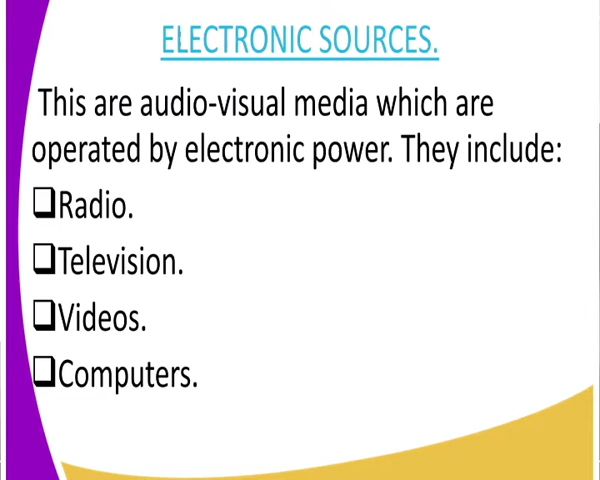 ELECTRONIC SOURCES.
This are audio-visual media which are
operated by electronic power. They include:
❑Radio.
❑Television.
❑Videos.
❑Computers.